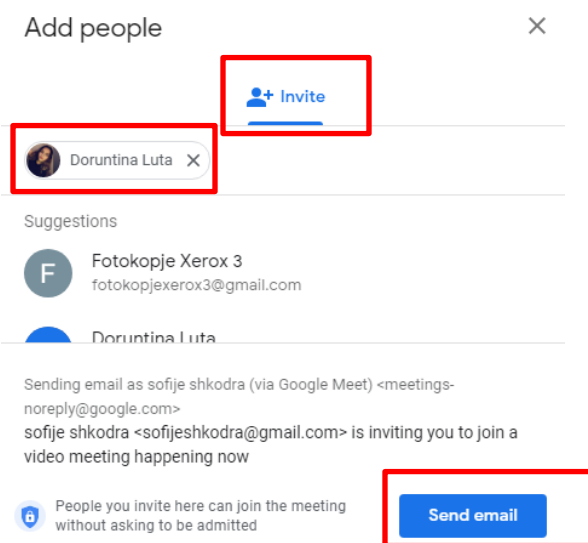 Add people
Invite
Doruntina Luta
Suggestions
F
Fotokopje Xerox 3
fotokopjexerox3@gmail.com
Doruntina Luta
Sending email as sofije shkodra (via Google Meet) <meetings-
noreply@google.com>
sofije shkodra <sofijeshkodra@gmail.com> is inviting you to join a
video meeting happening now
People you invite here can join the meeting
without asking to be admitted
Send email